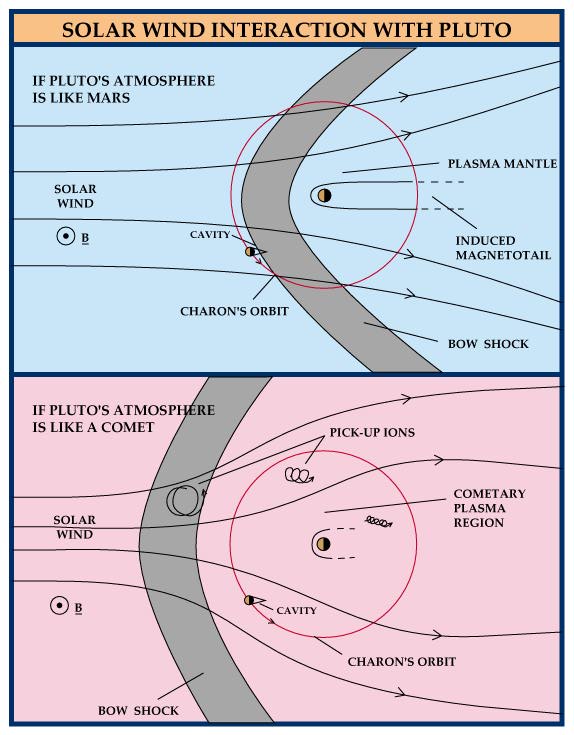 SOLAR WIND INTERACTION WITH PLUTO
IF PLUTO'S ATMOSPHERE
IS LIKE MARS
PLASMA MANTLE
SOLAR
WIND
B
CAVITY
INDUCED
MAGNETOTAIL
CHARON'S ORBIT
BOW SHOCK
IF PLUTO'S ATMOSPHERE
IS LIKE A COMET
PICK-UP IONS
COMETARY
PLASMA
REGION
SOLAR
WIND
B
CAVITY
CHARON'S ORBIT
BOW SHOCK